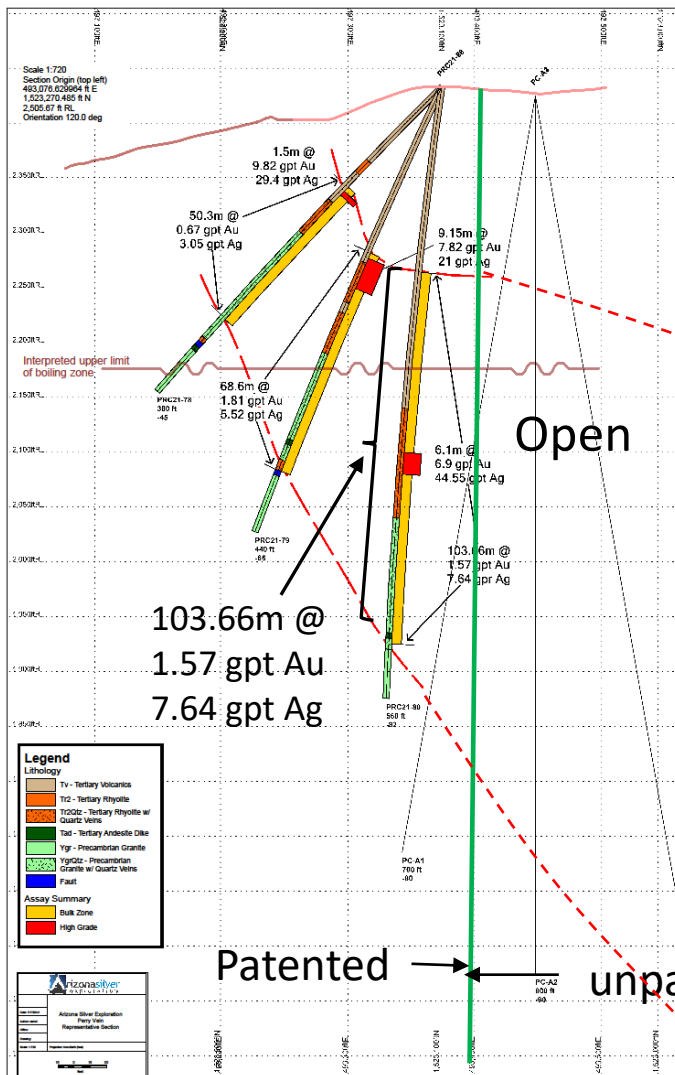 PRC21-80
PC-A2
Scale 1:720
Section Origin (top left)
493,076.629964 ft E
1,523,270.485 ft N
2,505.67 ft RL
Orientation 120.0 deg
1.5m @
9.82 gpt Au
29.4 gpt Ag
50.3m @
0.67 gpt Au
3.05 gpt Ag
9.15m @
7.82 gpt Au
21 gpt Ag
Interpreted upper limit
of boiling zone
PRC21-78
380 ft
-45
68.6m @
1.81 gpt Au
5.52 gpt Ag
Open
6.1m @
6.9 gpt Au
44.55 gpt Ag
PRC21-79
440 ft
103.66m @
1.57 gpt Au
7.64 gpr Ag
103.66m @
1.57 gpt Au
7.64 gpt Ag
PRC21-80
560 ft
Legend
Lithology
Tv - Tertiary Volcanics
Tr2 - Tertiary Rhyolite
Tr2Qtz - Tertiary Rhyolite w/
Quartz Veins
Tad - Tertiary Andesite Dike
Ygr - Precambrian Granite
YgrQtz - Precambrian
Granite w/ Quartz Veins
Fault
Assay Summary
Bulk Zone
High Grade
PC-A1
700 ft
-90
Patented
PC-A2
800 ft
-90
unpa
Arizonasilver
Arizona Silver Exploration
Perry Vein
Representative Section